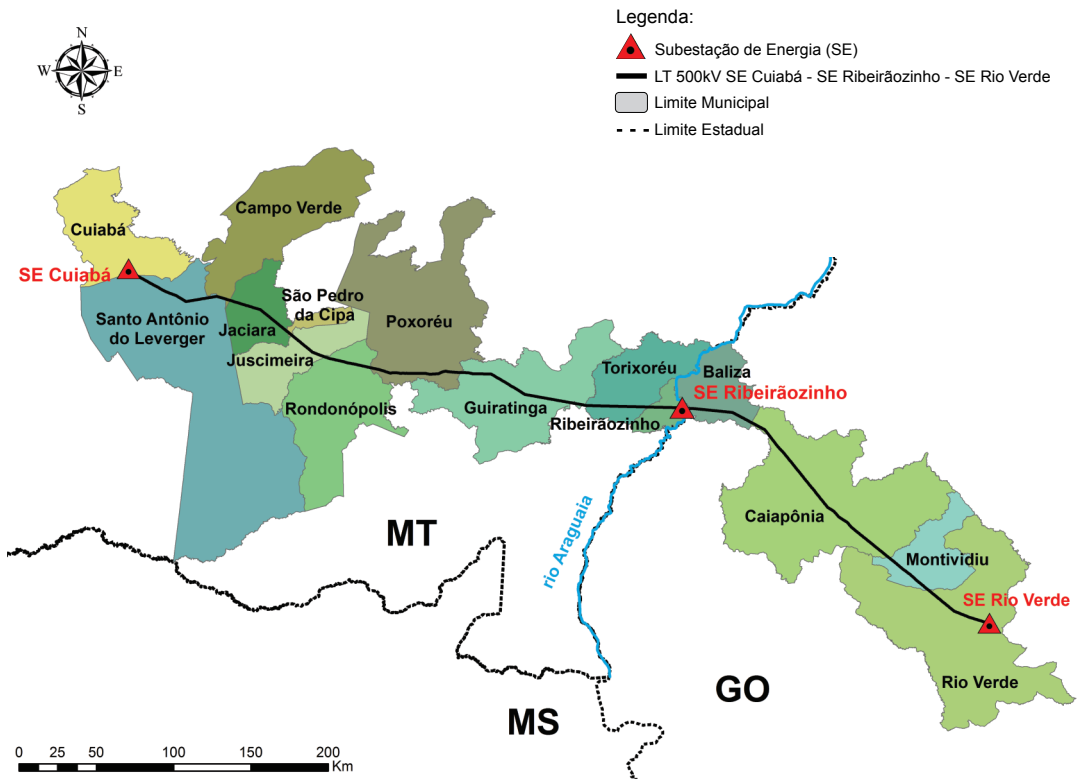 Legenda:
Subestação de Energia (SE)
LT 500kV SE Cuiabá - SE Ribeirãozinho - SE Rio Verde
Limite Municipal
Limite Estadual
N
W
E
S
Cuiabá
SE Cuiabá
Campo Verde
Santo Antônio
do Leverger
Jaciara
São Pedro
da Cipa
Juscimeira
Poxoréu
Rondonópolis
Guiratinga
Torixoréu
Baliza
SE Ribeirãozinho
Ribeirãozinho
rio Araguaia
Caiapônia
Montividiu
SE Rio Verde
Rio Verde
MT
MS
GO
0 25 50 100 150 200
Km